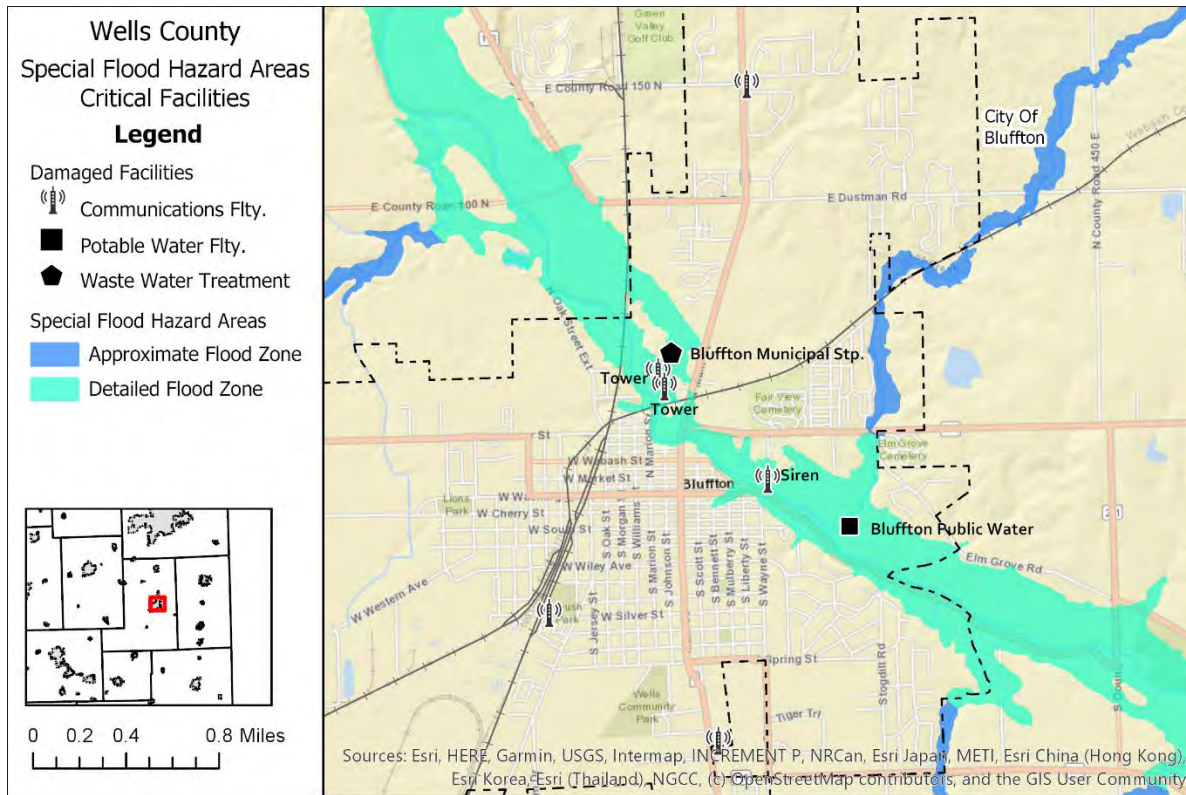 Wells County
Special Flood Hazard Areas
Critical Facilities
Legend
Damaged Facilities
Communications Flty.
Potable Water Flty.
Waste Water Treatment
Special Flood Hazard Areas
Approximate Flood Zone
Detailed Flood Zone
0 0.2 0.4 0.8 Miles
Green
Valley
Golf Club
E County Road 150 N
City Of
Bluffton
Wabash
E County Road 100 N
E Dustman Rd
N County Road 450 E
N Oak Street Ext
Bluffton Municipal Stp.
Tower
Tower
Fair View
Cemetery
N Marion S
r St
Elm Grove
Cemetery
W Wabash St
W Market St
Bluffton
Siren
Lions
Park
W Cherry St
W South St
S Oak St
S Morgan St
S Williams St
Bluffton Public Water
W Wiley Ave
S Marion St
S Johnson St
S Scott St
S Bennett St
S Mulberry St
S Liberty St
S Wayne St
Elm Grove Rd
W Western Ave
ush
Park
W Silver St
S Jersey St
Spring St
Stogdill Rd
S Coun
Wells
Community
Park
Tiger Trl
Sources: Esri, HERE, Garmin, USGS, Intermap, INCREMENT P, NRCan, Esri Japan, METI, Esri China (Hong Kong),
Esri Korea, Esri (Thailand), NGCC, (c) OpenStreetMap contributors, and the GIS User Community